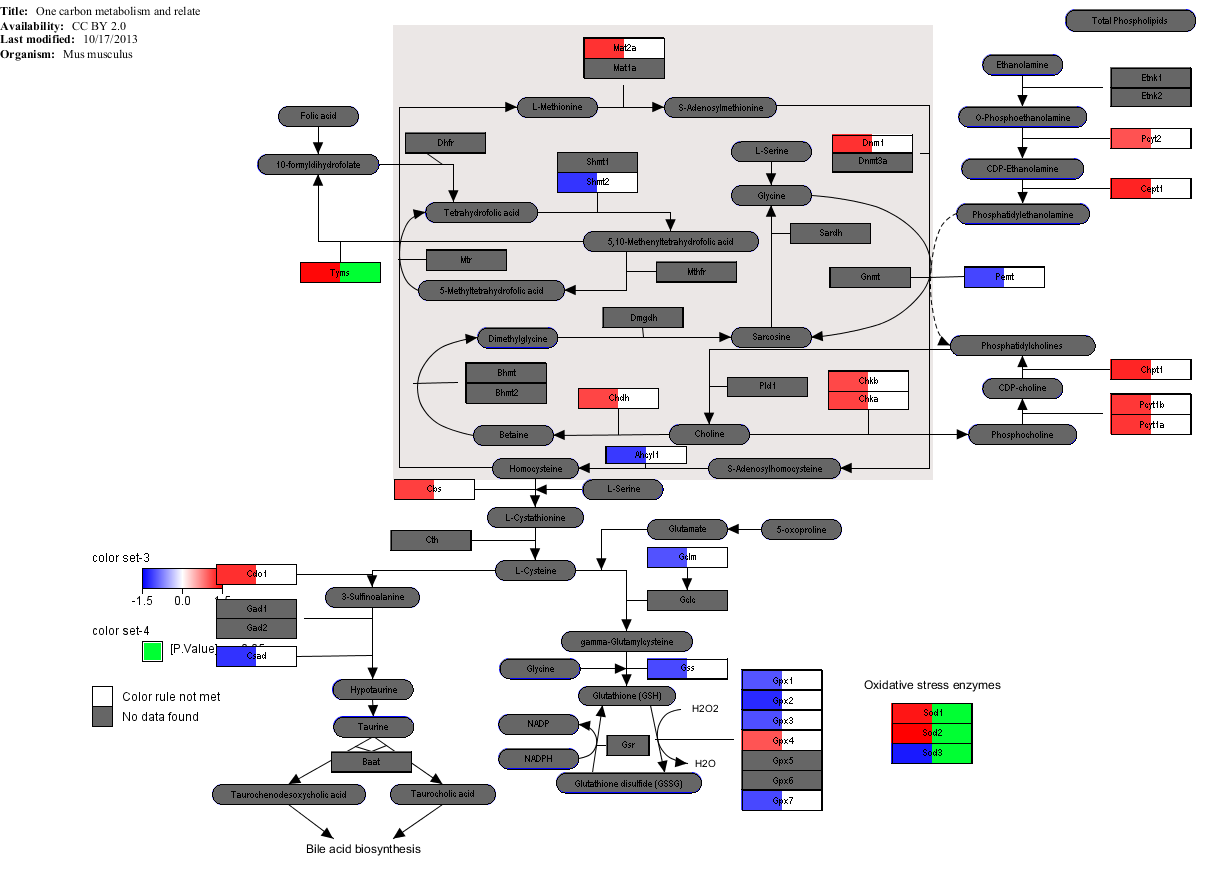 Title: One carbon metabolism and relate
Availability: CC BY 2.0
Last modified: 10/17/2013
Organism: Mus musculus
Total Phospholipids
Mat2a
Mat1a
Ethanolamine
Etnk1
Etnk2
L-Methionine
S-Adenosylmethionine
Folic acid
O-Phosphoethanolamine
Dhfr
Dnm1
Pcyt2
L-Serine
10-formyldihydrofolate
Shmt1
Dnmt3a
CDP-Ethanolamine
Shmt2
Cept1
Glycine
Tetrahydrofolic acid
Phosphatidylethanolamine
Sardh
5,10-Methenyltetrahydrofolic acid
Mtr
Tyms
Mthfr
Gnmt
Pemt
5-Methyltetrahydrofolic acid
Dmgdh
Dimethylglycine
Sarcosine
Phosphatidylcholines
Bhmt
Bhmt2
Pld1
Chkb
Chka
Chpt1
CDP-choline
Chdh
Pcyt1b
Pcyt1a
Betaine
Choline
Phosphocholine
Ahcyl1
Homocysteine
S-Adenosylhomocysteine
Cbs
L-Serine
L-Cystathionine
Glutamate
5-oxoproline
Cth
color set-3
Gclm
L-Cysteine
Cdo1
-1.5 0.0
3-Sulfinoalanine
Gclc
Gad1
Gad2
color set-4
[P.Value]
Csad
gamma-Glutamylcysteine
Glycine
Gss
Color rule not met
No data found
Hypotaurine
Glutathione (GSH)
Gpx1
Gpx2
Gpx3
Gpx4
Gpx5
Gpx6
Gpx7
Oxidative stress enzymes
Sod1
Sod2
Sod3
H2O2
NADP
Taurine
Gsr
NADPH
H2O
Baat
Glutathione disulfide (GSSG)
Taurochenodesoxycholic acid
Taurocholic acid
Bile acid biosynthesis